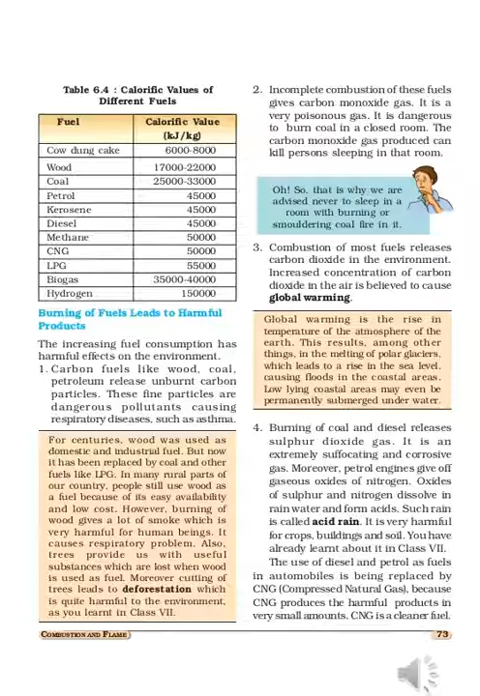 Table 6.4 : Calorific Values of
Different Fuels
Fuel Calorific Value
(kJ/kg)
Cow dung cake 6000-8000
Wood 17000-22000
Coal 25000-33000
Petrol 45000
Kerosene 45000
Diesel 45000
Methane 50000
CNG 50000
LPG 55000
Biogas 35000-40000
Hydrogen 150000
Burning of Fuels Leads to Harmful
Products
The increasing fuel consumption has
harmful effects on the environment.
1. Carbon fuels like wood, coal,
petroleum release unburnt carbon
particles. These fine particles are
dangerous pollutants causing
respiratory diseases, such as asthma.
For centuries, wood was used as
domestic and industrial fuel. But now
it has been replaced by coal and other
fuels like LPG. In many rural parts of
our country, people still use wood as
a fuel because of its easy availability
and low cost. However, burning of
wood gives a lot of smoke which is
very harmful for human beings. It
causes respiratory problem. Also,
trees provide us with useful
substances which are lost when wood
is used as fuel. Moreover cutting of
trees leads to deforestation which
is quite harmful to the environment,
as you learnt in Class VII.
2. Incomplete combustion of these fuels
gives carbon monoxide gas. It is a
very poisonous gas. It is dangerous
to burn coal in a closed room. The
carbon monoxide gas produced can
kill persons sleeping in that room.
Oh! So, that is why we are
advised never to sleep in a
room with burning or
smouldering coal fire in it.
3. Combustion of most fuels releases
carbon dioxide in the environment.
Increased concentration of carbon
dioxide in the air is believed to cause
global warming.
Global warming is the rise in
temperature of the atmosphere of the
earth. This results, among other
things, in the melting of polar glaciers,
which leads to a rise in the sea level,
causing floods in the coastal areas.
Low lying coastal areas may even be
permanently submerged under water.
4. Burning of coal and diesel releases
sulphur dioxide gas. It is an
extremely suffocating and corrosive
gas. Moreover, petrol engines give off
gaseous oxides of nitrogen. Oxides
of sulphur and nitrogen dissolve in
rain water and form acids. Such rain
is called acid rain. It is very harmful
for crops, buildings and soil. You have
already learnt about it in Class VII.
The use of diesel and petrol as fuels
in automobiles is being replaced by
CNG (Compressed Natural Gas), because
CNG produces the harmful products in
very small amounts. CNG is a cleaner fuel.
COMBUSTION AND FLAME 73